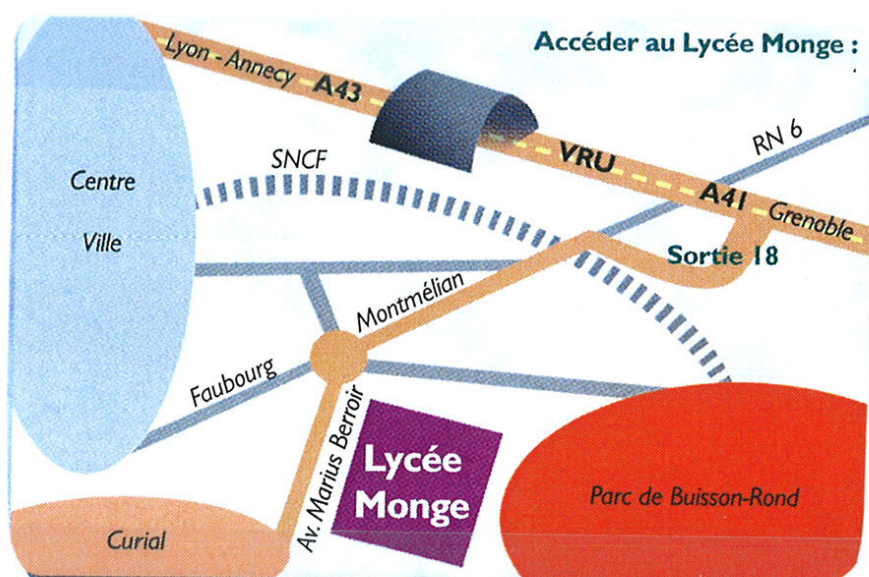 Accéder au Lycée Monge :
Lyon - Annecy A43
VRU
A41 Grenoble
RN 6
SNCF
Centre
Ville
Sortie 18
Montmélian
Faubourg
Av. Marius Berroir
Lycée
Monge
Parc de Buisson-Rond
Curial